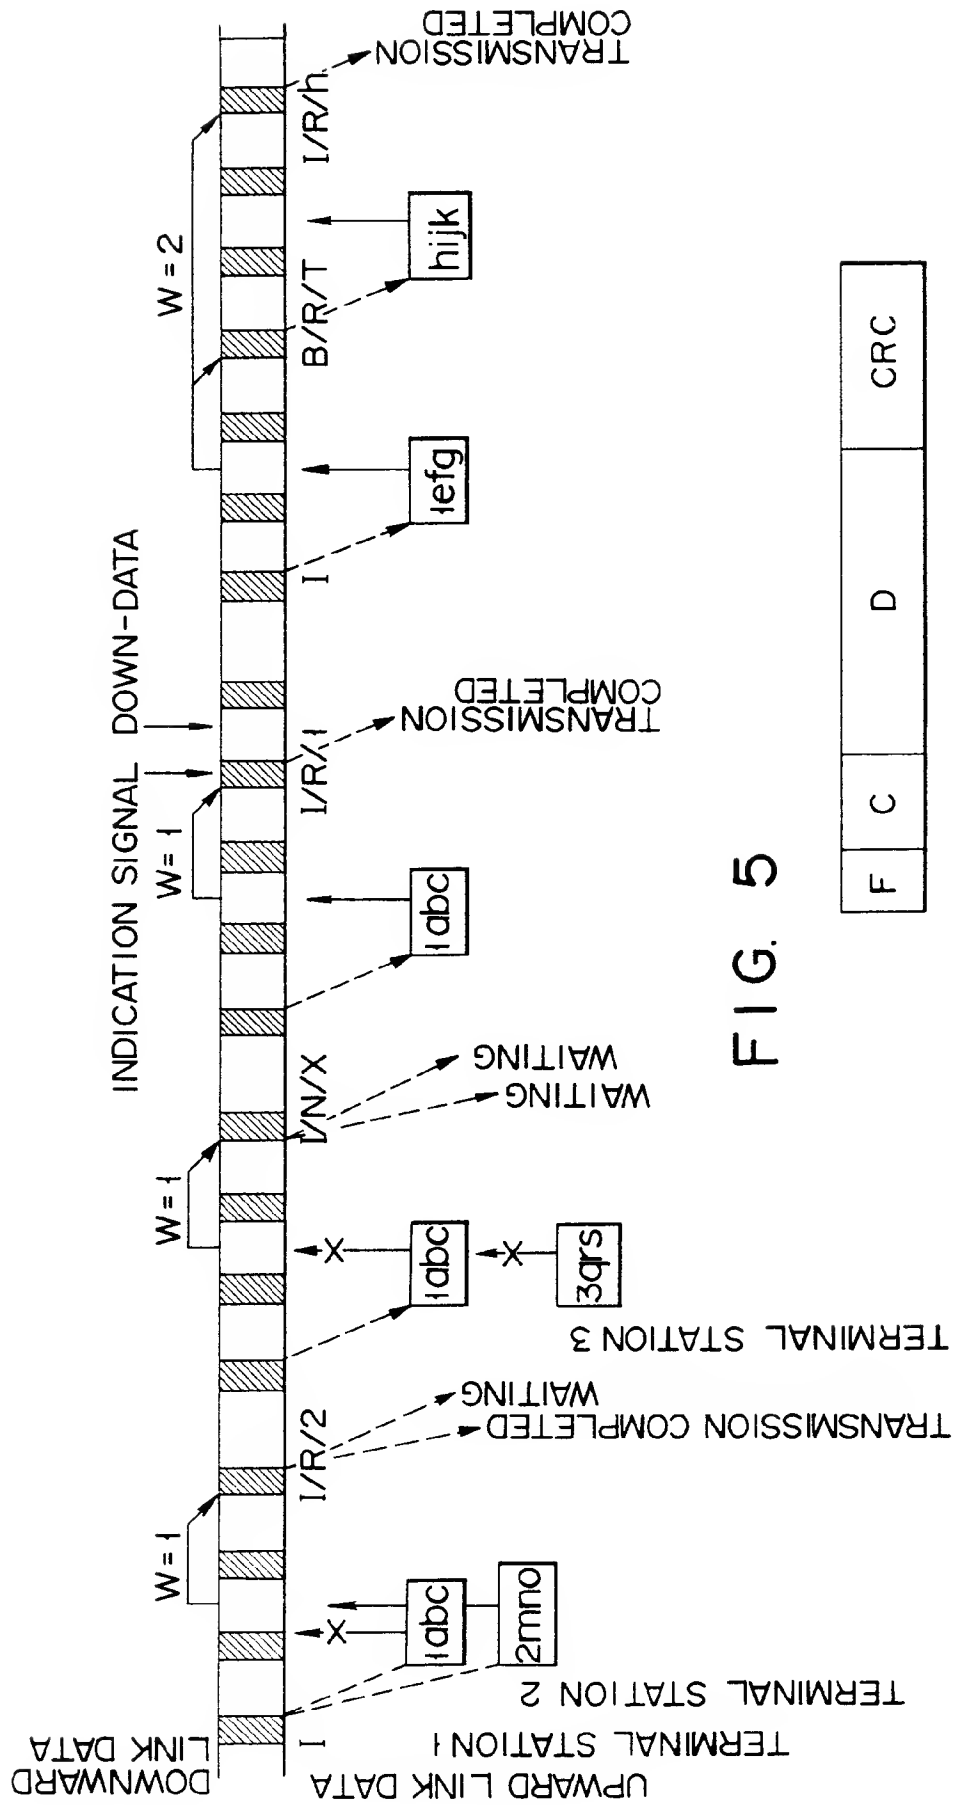 DOWNWARD
LINK DATA
UPWARD LINK DATA
INDICATION SIGNAL DOWN-DATA
W=1
W=1
W=1
W=2
I
I/R/2
I/N/X
I/R/1
I
B/R/T
I/R/h
TERMINAL STATION 1
TERMINAL STATION 2
TERMINAL STATION 3
X
1abc
2mno
WAITING
TRANSMISSION COMPLETED
X
1abc
X
3qrs
WAITING
WAITING
1abc
TRANSMISSION
COMPLETED
1efg
hijk
TRANSMISSION
COMPLETED
FIG. 5
F
C
D
CRC